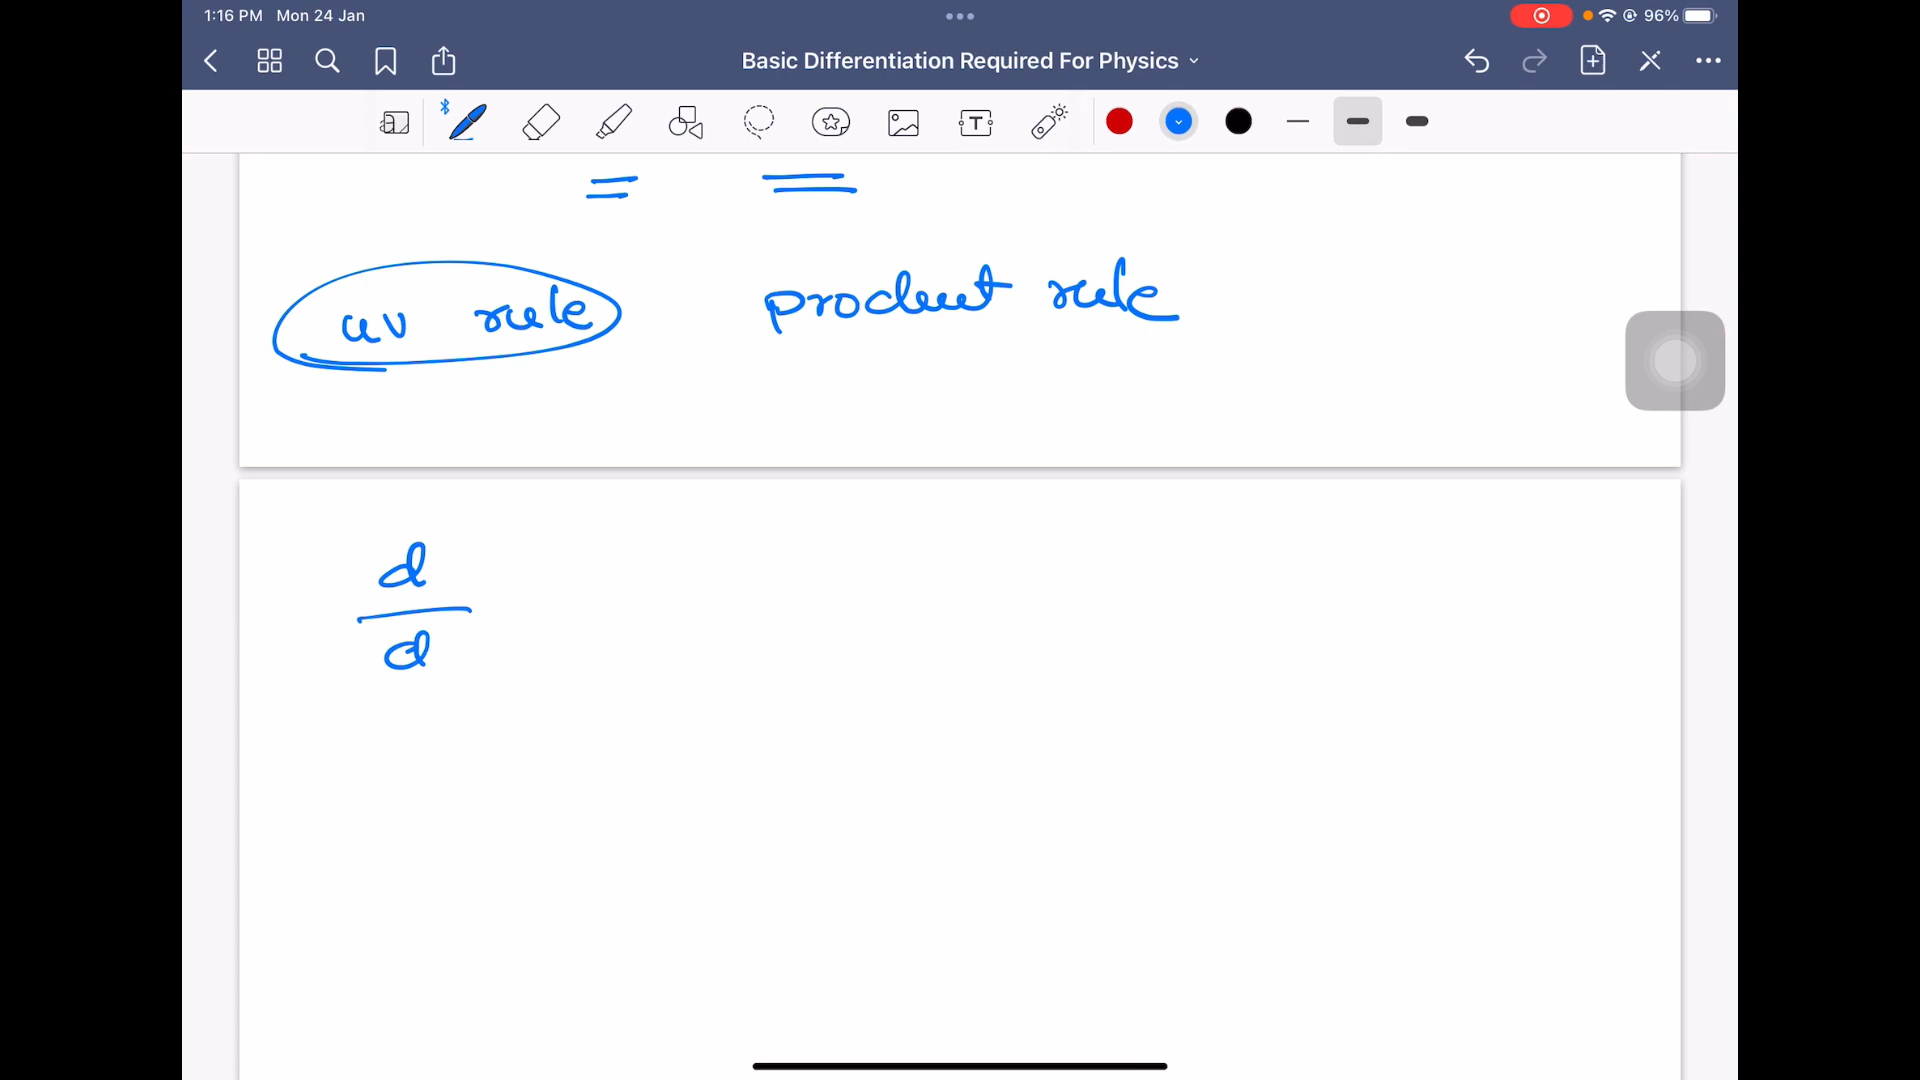 1:16 PM Mon 24 Jan
96%
Basic Differentiation Required For Physics
uv rule product rule
d
d